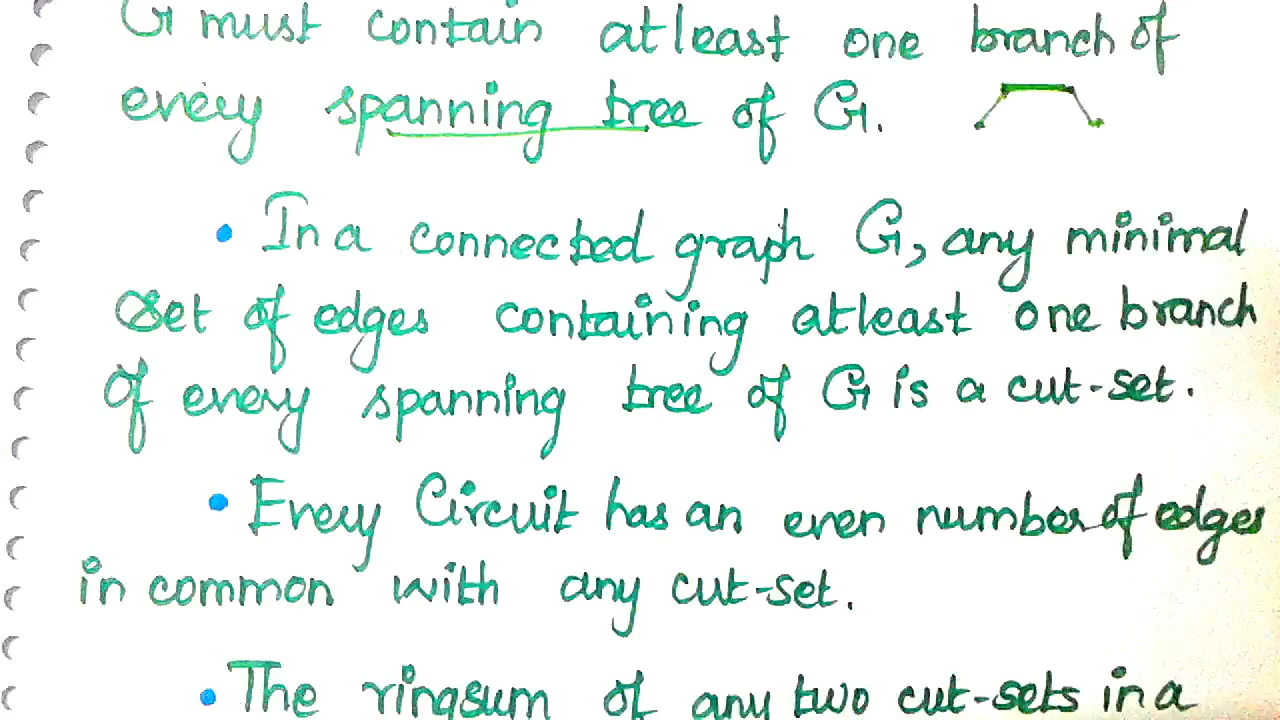 G must contain atleast one branch of
every spanning tree of G.
• In a connected graph G, any minimal
set of edges containing atleast one branch
of every spanning tree of G is a cut-set.
• Every Circuit has an even number of edges
in common with any cut-set.
• The ringsum of any two cut-sets in a